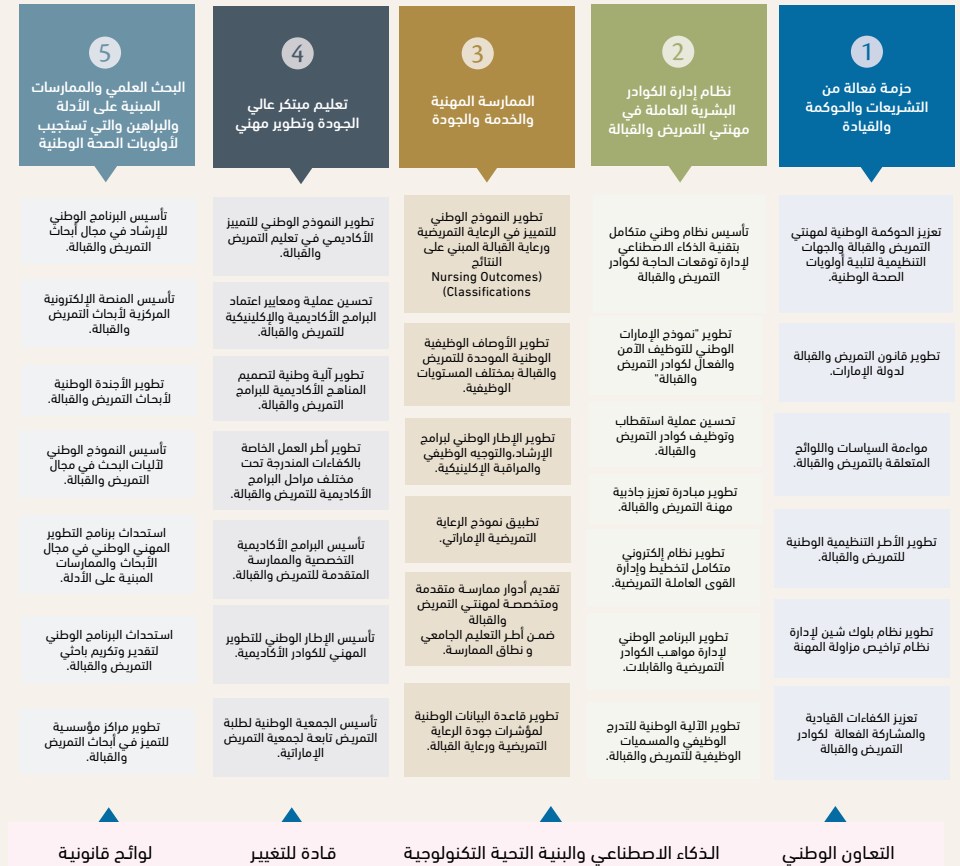 1
حزمة فعالة من
التشريعات والحوكمة
والقيادة
تعزيز الحوكمة الوطنية لمهنتي
التمريض والقبالة والجهات
التنظيمية لتلبية أولويات
الصحة الوطنية.
تطوير قانون التمريض والقبالة
لدولة الإمارات.
مواءمة السياسات واللوائح
المتعلقة بالتمريض والقبالة.
تطوير الأطر التنظيمية الوطنية
للتمريض والقبالة.
تطوير نظام بلوك شين لإدارة
نظام تراخيص مزاولة المهنة
تعزيز الكفاءات القيادية
والمشاركة الفعالة لكوادر
التمريض والقبالة
2
نظام إدارة الكوادر
البشرية العاملة في
مهنتي التمريض والقبالة
تأسيس نظام وطني متكامل
بتقنية الذكاء الاصطناعي
لإدارة توقعات الحاجة لكوادر
التمريض والقبالة
تطوير "نموذج الإمارات
الوطني للتوظيف الآمن
والفعال لكوادر التمريض
والقبالة"
تحسين عملية استقطاب
وتوظيف كوادر التمريض
والقبالة.
تطوير مبادرة تعزيز جاذبية
مهنة التمريض والقبالة.
تطوير نظام إلكتروني
متكامل لتخطيط وإدارة
القوى العاملة التمريضية.
تطوير البرنامج الوطني
لإدارة مواهب الكوادر
التمريضية والقابلات.
تطوير الآلية الوطنية للتدرج
الوظيفي والمسميات
الوظيفية للتمريض والقبالة.
3
الممارسة المهنية
والخدمة والجودة
تطوير النموذج الوطني
للتمييز في الرعاية التمريضية
ورعاية القبالة المبني على
النتائج
Nursing Outcomes)
(Classifications
تطوير الأوصاف الوظيفية
الوطنية الموحدة للتمريض
والقبالة بمختلف المستويات
الوظيفية.
تطوير الإطار الوطني لبرامج
الإرشاد،والتوجيه الوظيفي
والمراقبة الإكلينيكية.
تطبيق نموذج الرعاية
التمريضية الإماراتي.
تقديم أدوار ممارسة متقدمة
ومتخصصة لمهنتي التمريض
والقبالة
ضمن أطر التعليم الجامعي
و نطاق الممارسة.
تطوير قاعدة البيانات الوطنية
لمؤشرات جودة الرعاية
التمريضية ورعاية القبالة.
4
تعليم مبتكر عالي
الجودة وتطوير مهني
تطوير النموذج الوطني للتمييز
الأكاديمي في تعليم التمريض
والقبالة.
تحسين عملية ومعايير اعتماد
البرامج الأكاديمية والإكلينيكية
للتمريض والقبالة.
تطوير آلية وطنية لتصميم
المناهج الأكاديمية للبرامج
التمريض والقبالة.
تطوير أطر العمل الخاصة
بالكفاءات المندرجة تحت
مختلف مراحل البرامج
الأكاديمية للتمريض والقبالة.
تأسيس البرامج الأكاديمية
التخصصية والممارسة
المتقدمة للتمريض والقبالة.
تأسيس الإطار الوطني للتطوير
المهني للكوادر الأكاديمية.
تأسيس الجمعية الوطنية لطلبة
التمريض تابعة لجمعية التمريض
الإماراتية.
5
البحث العلمي والممارسات
المبنية على الأدلة
والبراهين والتي تستجيب
لأولويات الصحة الوطنية
تأسيس البرنامج الوطني
للإرشاد في مجال أبحاث
التمريض والقبالة.
تأسيس المنصة الإلكترونية
المركزية لأبحاث التمريض
والقبالة.
تطوير الأجندة الوطنية
لأبحاث التمريض والقبالة.
تأسيس النموذج الوطني
لآليات البحث في مجال
التمريض والقبالة.
استحداث برنامج التطوير
المهني الوطني في مجال
الأبحاث والممارسات
المبنية على الأدلة.
استحداث البرنامج الوطني
لتقدير وتكريم باحثي
التمريض والقبالة.
تطوير مراكز مؤسسية
للتميز في أبحاث التمريض
والقبالة.
التعاون الوطني
الذكاء الاصطناعي والبنية التحية التكنولوجية
قادة للتغيير
لوائح قانونية